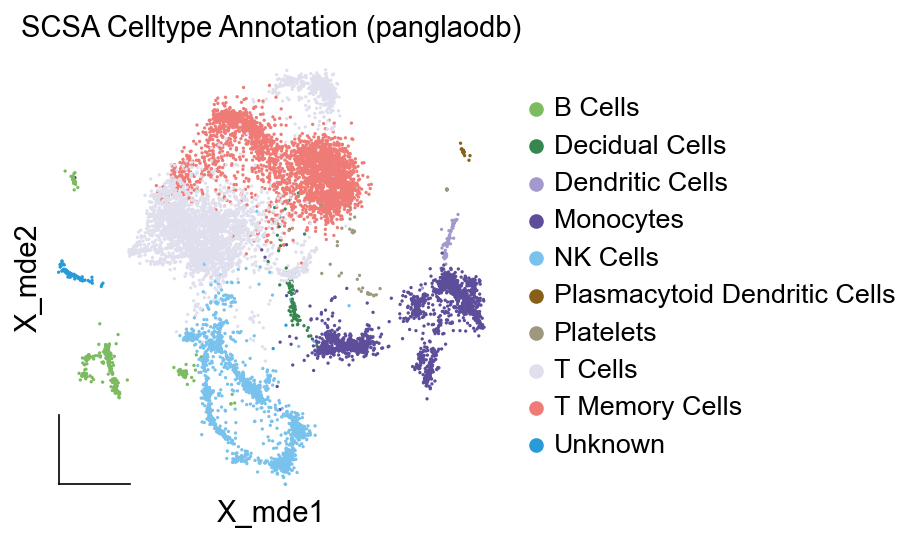 SCSA Celltype Annotation (panglaodb)
B Cells
Decidual Cells
Dendritic Cells
Monocytes
NK Cells
Plasmacytoid Dendritic Cells
Platelets
T Cells
T Memory Cells
Unknown
X_mde2
X_mde1